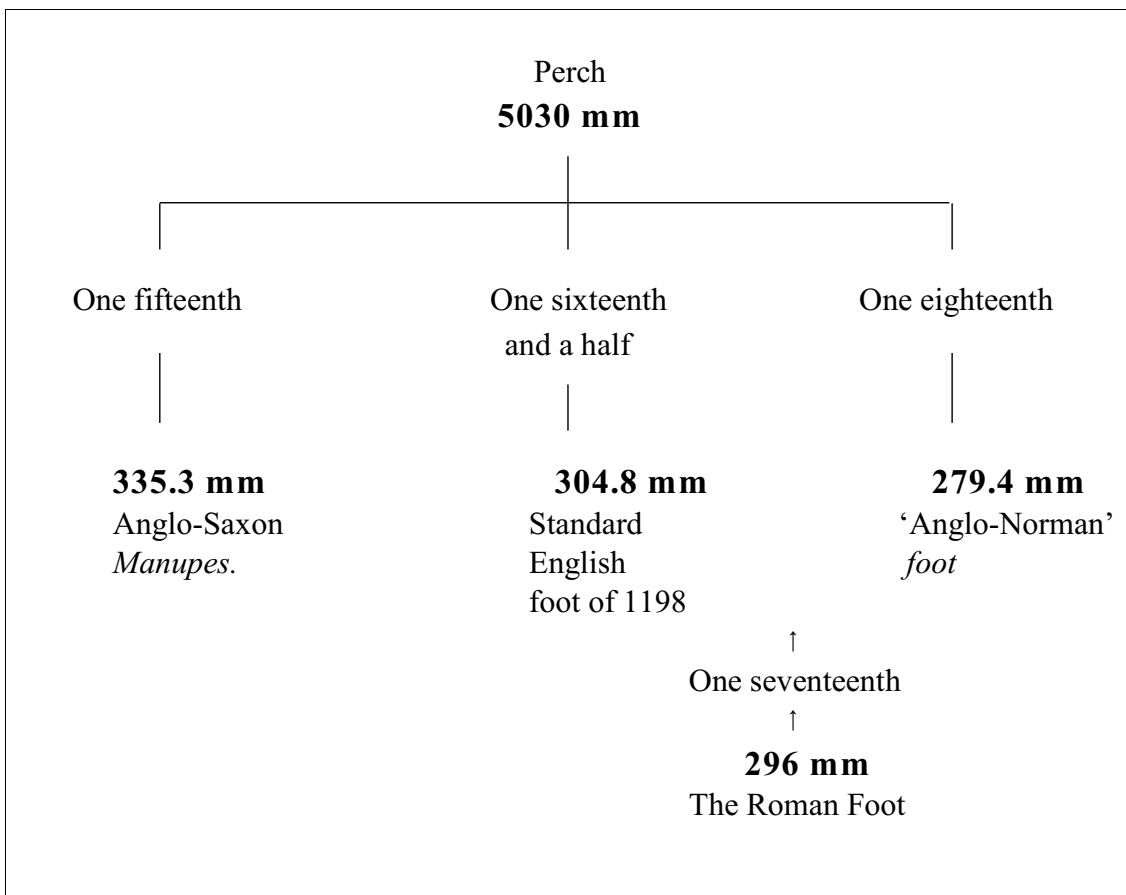 Perch
5030 mm
One fifteenth
One sixteenth
and a half
One eighteenth
335.3 mm
Anglo-Saxon
Manupes.
304.8 mm
Standard
English
foot of 1198
279.4 mm
‘Anglo-Norman’
foot
↑
One seventeenth
↑
296 mm
The Roman Foot